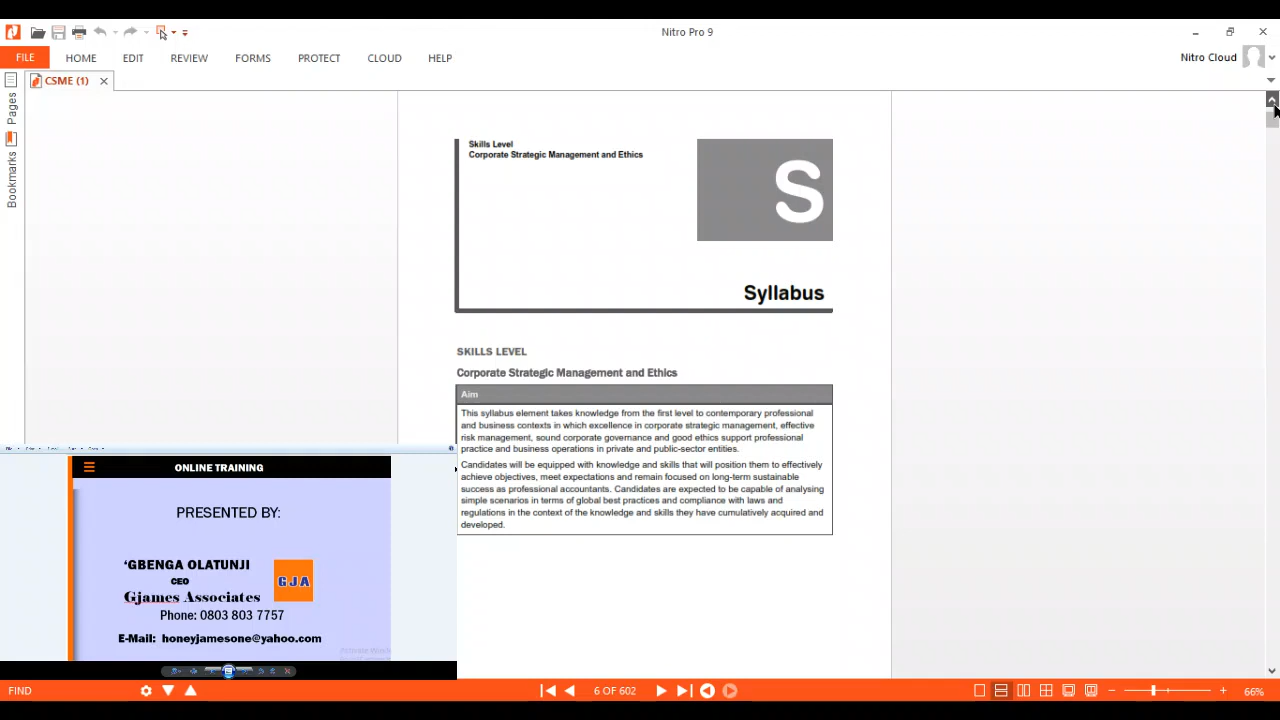 Nitro Pro 9
FILE
HOME
EDIT
REVIEW
FORMS
PROTECT
CLOUD
HELP
Nitro Cloud
CSME (1)
Pages
Bookmarks
Skills Level
Corporate Strategic Management and Ethics
S
Syllabus
SKILLS LEVEL
Corporate Strategic Management and Ethics
Aim
This syllabus element takes knowledge from the first level to contemporary professional
and business contexts in which excellence in corporate strategic management, effective
risk management, sound corporate governance and good ethics support professional
practice and business operations in private and public-sector entities.
Candidates will be equipped with knowledge and skills that will position them to effectively
achieve objectives, meet expectations and remain focused on long-term sustainable
success as professional accountants. Candidates are expected to be capable of analysing
simple scenarios in terms of global best practices and compliance with laws and
regulations in the context of the knowledge and skills they have cumulatively acquired and
developed.
ONLINE TRAINING
PRESENTED BY:
'GBENGA OLATUNJI
CEO
GJA
Gjames Associates
Phone: 0803 803 7757
E-Mail: honeyjamesone@yahoo.com
FIND
6 OF 602
66%